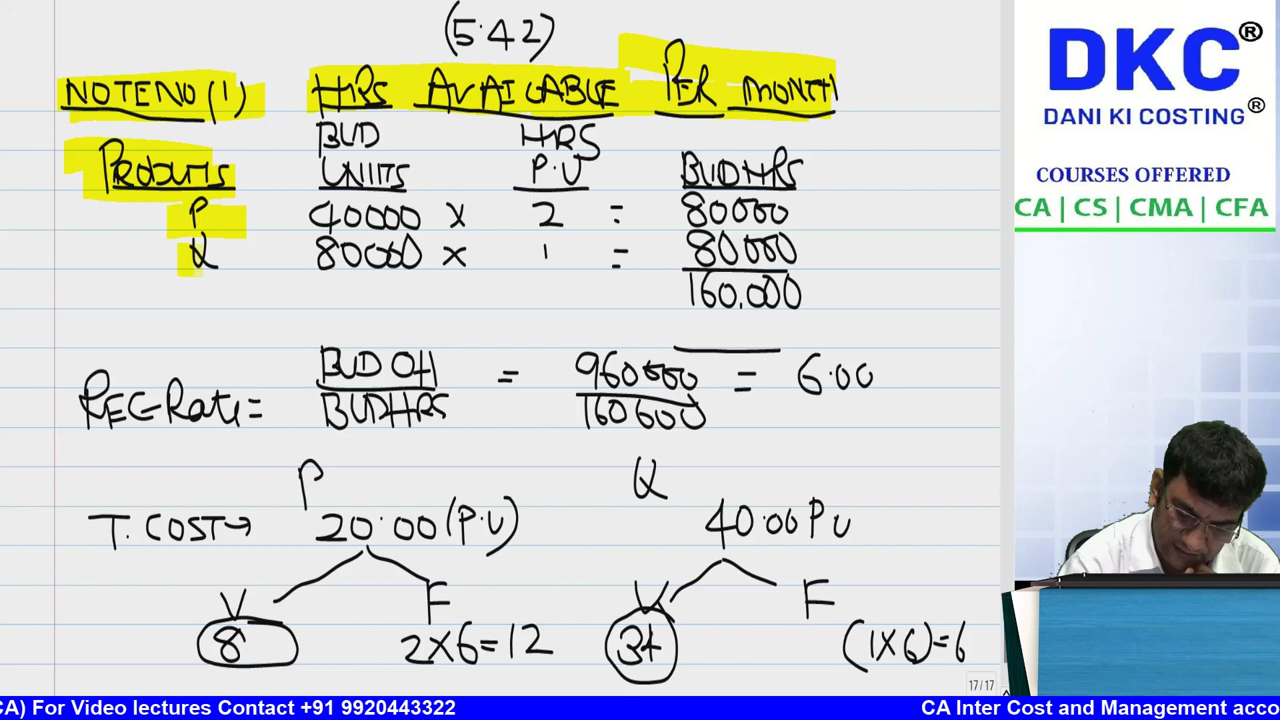 (5.42)
NOTE NO (1) HRS AVAILABLE PER MONTH
BUD HRS
PRODUCTS UNITS P.U BUD HRS
P 40000 x 2 = 80000
Q 80000 x 1 = 80000
160,000
REC-Rate = BUD OH / BUD HRS = 960000 / 160000 = 6.00
P Q
T. COST → 20.00 (P.U) 40.00 P U
V F V F
8 2x6=12 34 (1x6)=6
17/17
DKC®
DANI KI COSTING®
COURSES OFFERED
CA | CS | CMA | CFA
CA) For Video lectures Contact +91 9920443322 CA Inter Cost and Management acco